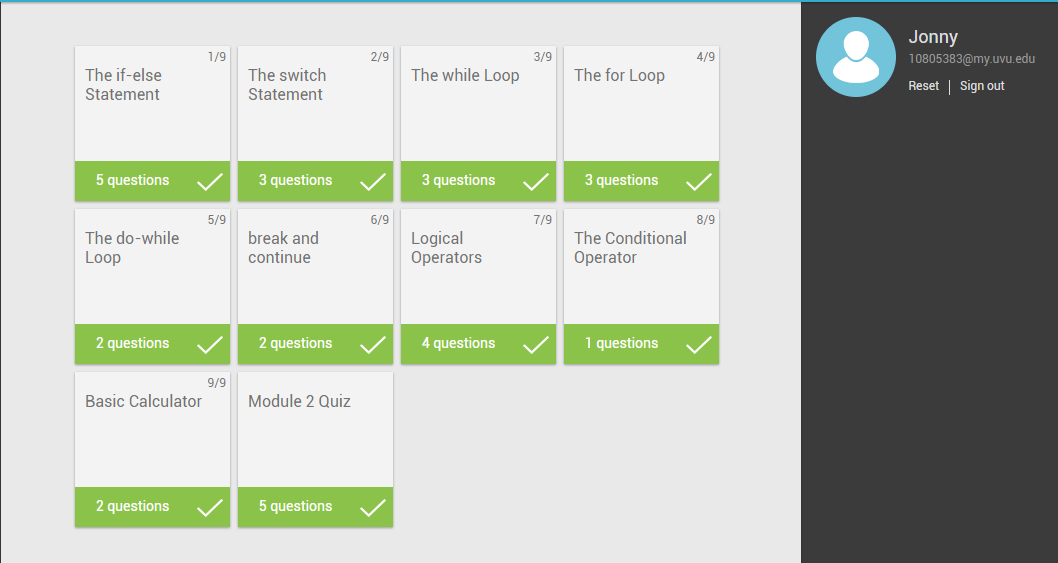 1/9
The if-else
Statement
5 questions
2/9
The switch
Statement
3 questions
3/9
The while Loop
3 questions
4/9
The for Loop
3 questions
5/9
The do-while
Loop
2 questions
6/9
break and
continue
2 questions
7/9
Logical
Operators
4 questions
8/9
The Conditional
Operator
1 questions
9/9
Basic Calculator
2 questions
Module 2 Quiz
5 questions
Jonny
10805383@my.uvu.edu
Reset | Sign out